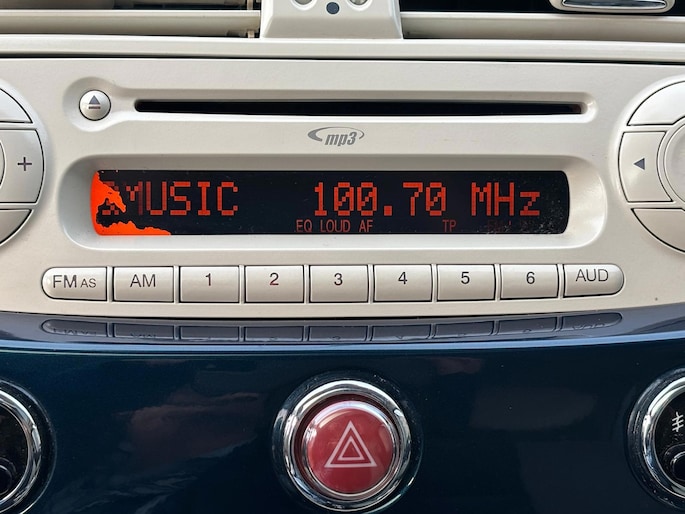 mp3
MUSIC 100.70 MHz
EQ LOUD AF TP
FM AS AM 1 2 3 4 5 6 AUD